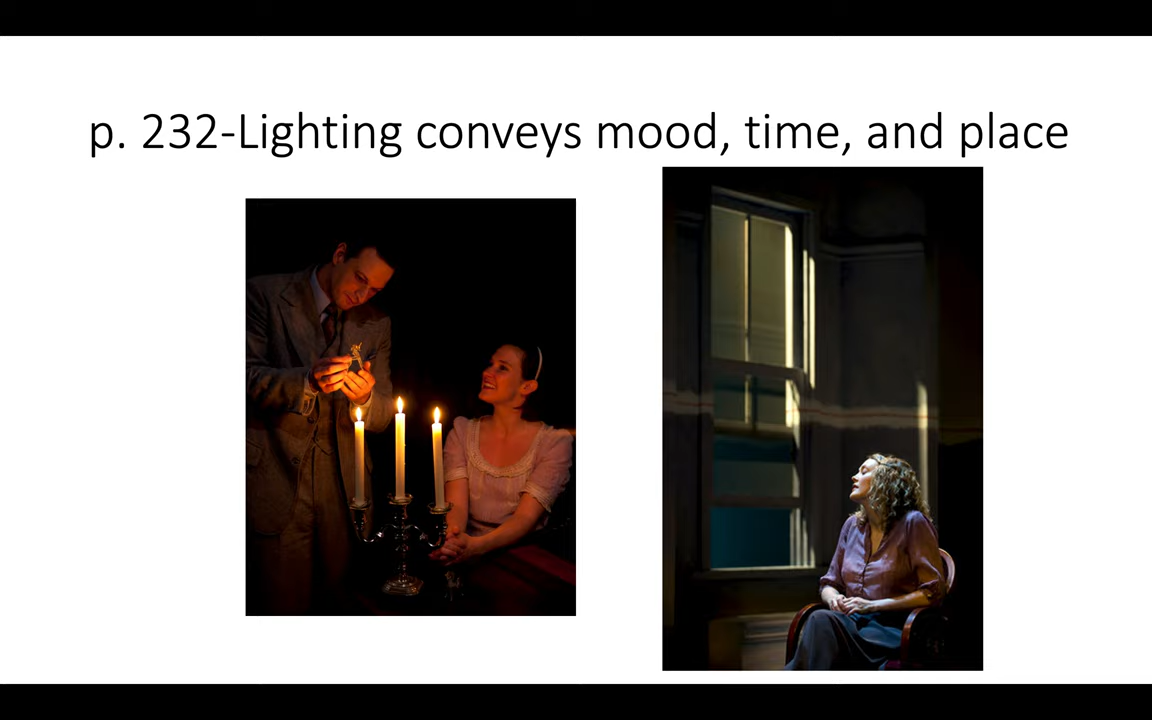 p. 232-Lighting conveys mood, time, and place